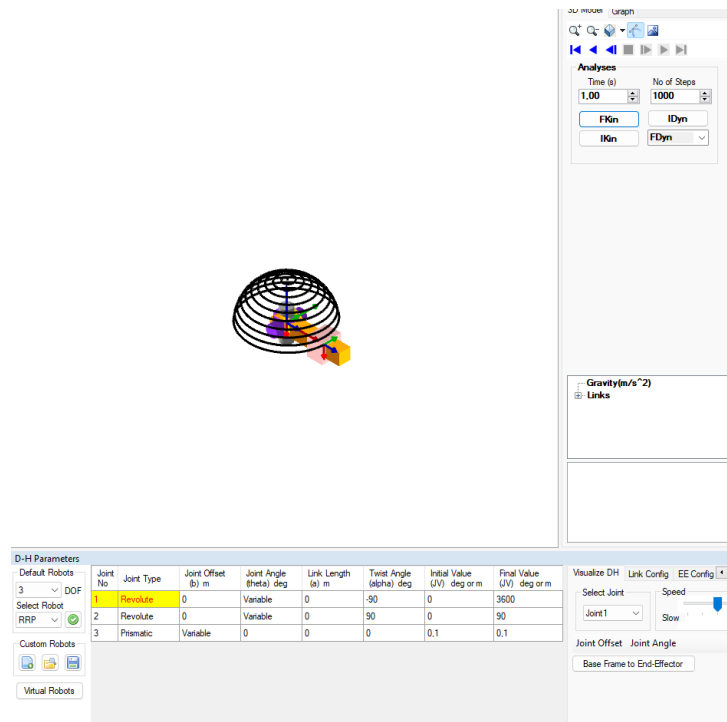 3D Model Graph
Analyses
Time (s) No of Steps
1,00 1000
FKin IDyn
IKin FDyn
Gravity(m/s^2)
Links
D-H Parameters
Default Robots
3 DOF
Select Robot
RRP
Custom Robots
Virtual Robots
Joint No Joint Type Joint Offset (b) m Joint Angle (theta) deg Link Length (a) m Twist Angle (alpha) deg Initial Value (JV) deg or m Final Value (JV) deg or m
1 Revolute 0 Variable 0 -90 0 3600
2 Revolute 0 Variable 0 90 0 90
3 Prismatic Variable 0 0 0 0,1 0,1
Visualize DH Link Config EE Config
Select Joint Speed
Joint1 Slow
Joint Offset Joint Angle
Base Frame to End-Effector